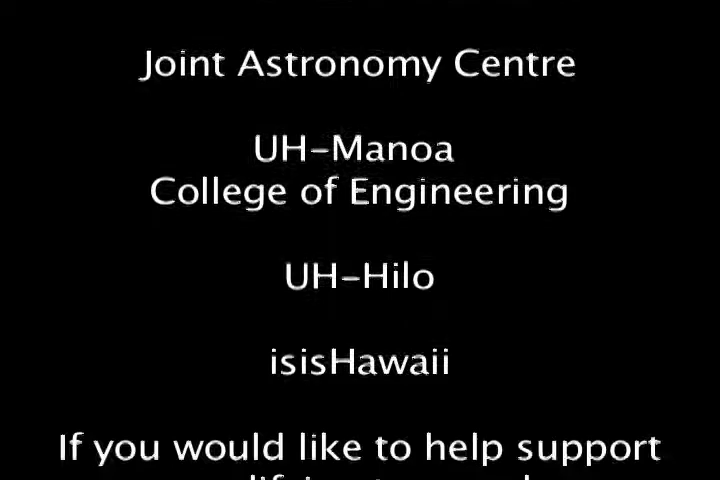 Joint Astronomy Centre
UH-Manoa
College of Engineering
UH-Hilo
isisHawaii
If you would like to help support